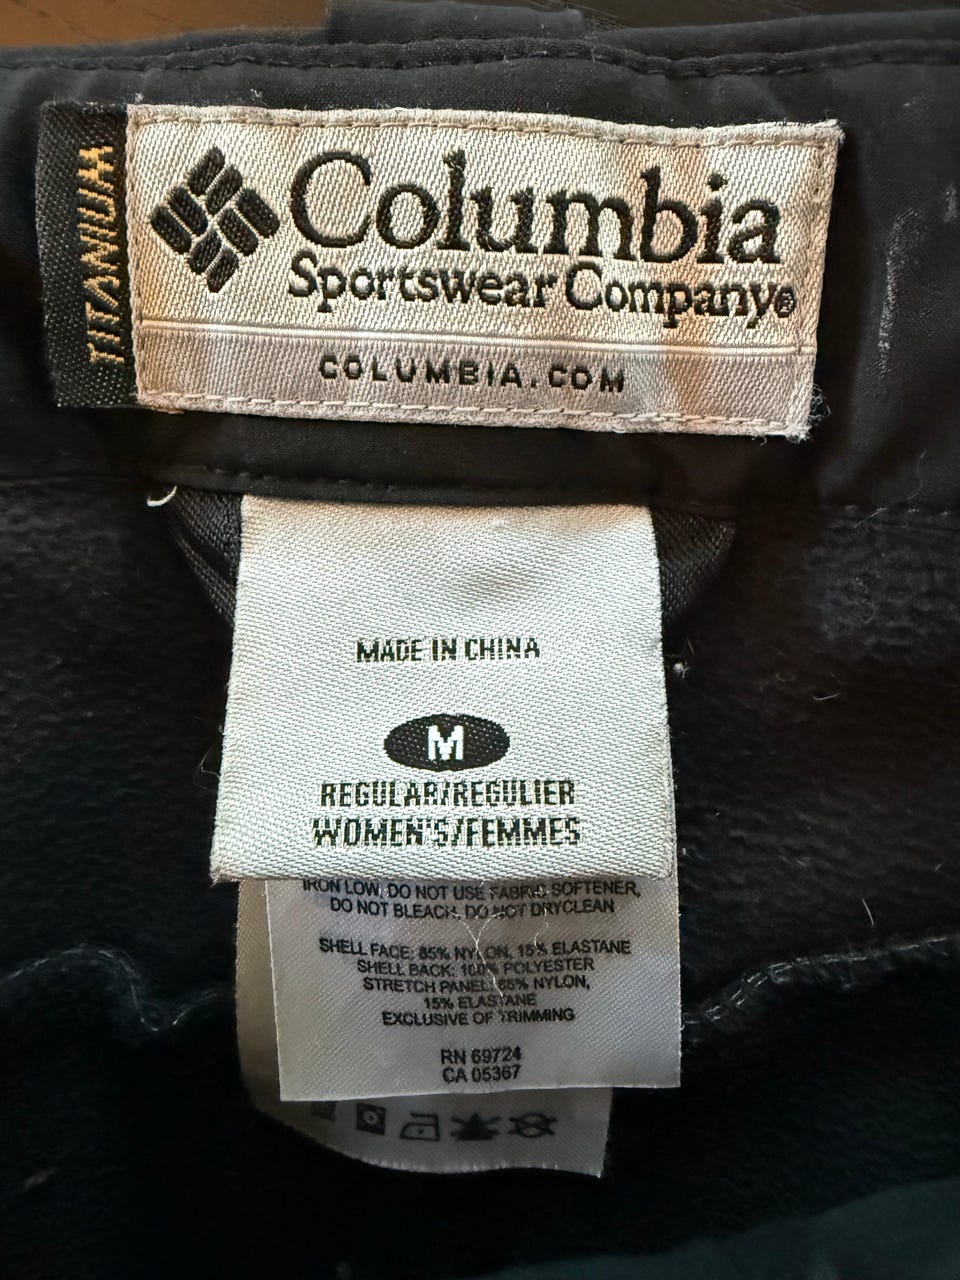 TITANIUM
Columbia
Sportswear Company®
COLUMBIA.COM
MADE IN CHINA
M
REGULAR/REGULIER
WOMEN'S/FEMMES
IRON LOW, DO NOT USE FABRIC SOFTENER,
DO NOT BLEACH, DO NOT DRYCLEAN
SHELL FACE: 85% NYLON, 15% ELASTANE
SHELL BACK: 100% POLYESTER
STRETCH PANEL: 85% NYLON,
15% ELASTANE
EXCLUSIVE OF TRIMMING
RN 69724
CA 05367